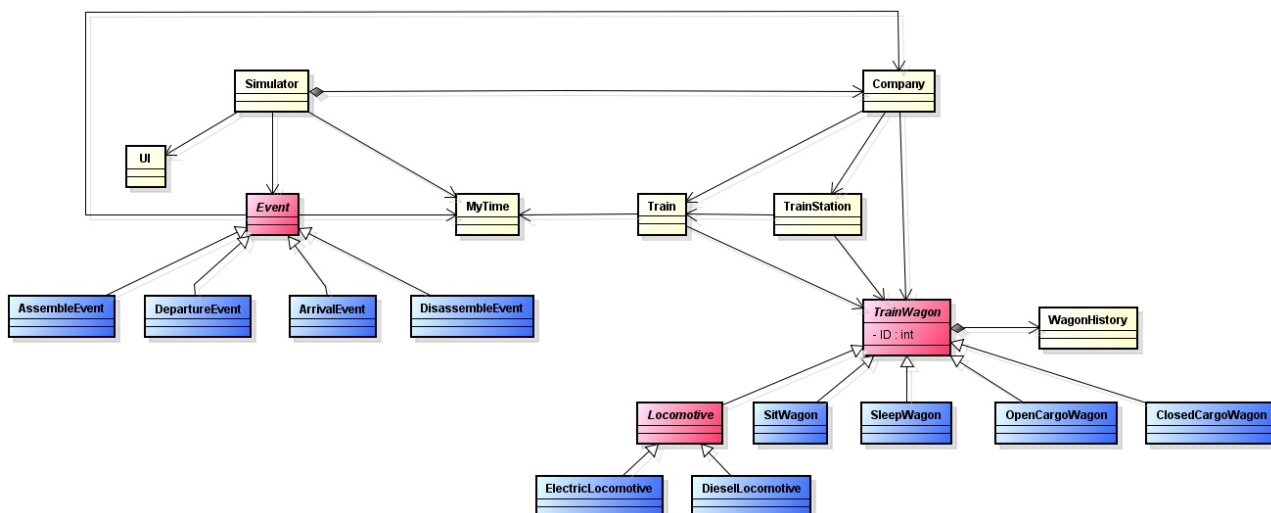 Simulator
Company
UI
Event
MyTime
Train
TrainStation
AssembleEvent
DepartureEvent
ArrivalEvent
DisassembleEvent
TrainWagon
- ID : int
WagonHistory
Locomotive
SitWagon
SleepWagon
OpenCargoWagon
ClosedCargoWagon
ElectricLocomotive
DieselLocomotive